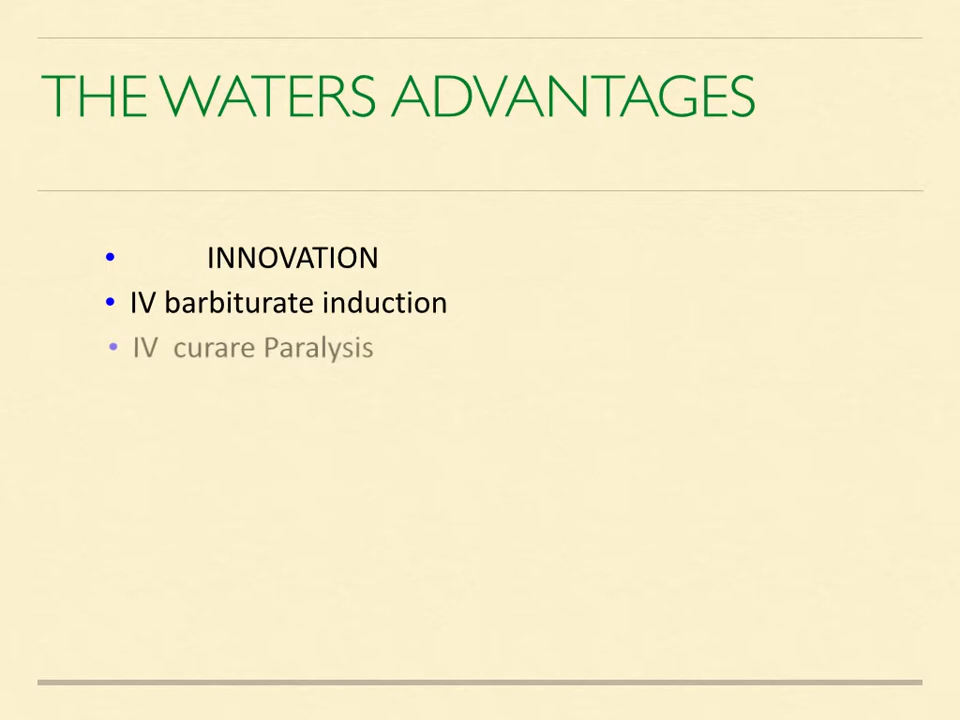 THE WATERS ADVANTAGES
• INNOVATION
• IV barbiturate induction
• IV curare Paralysis